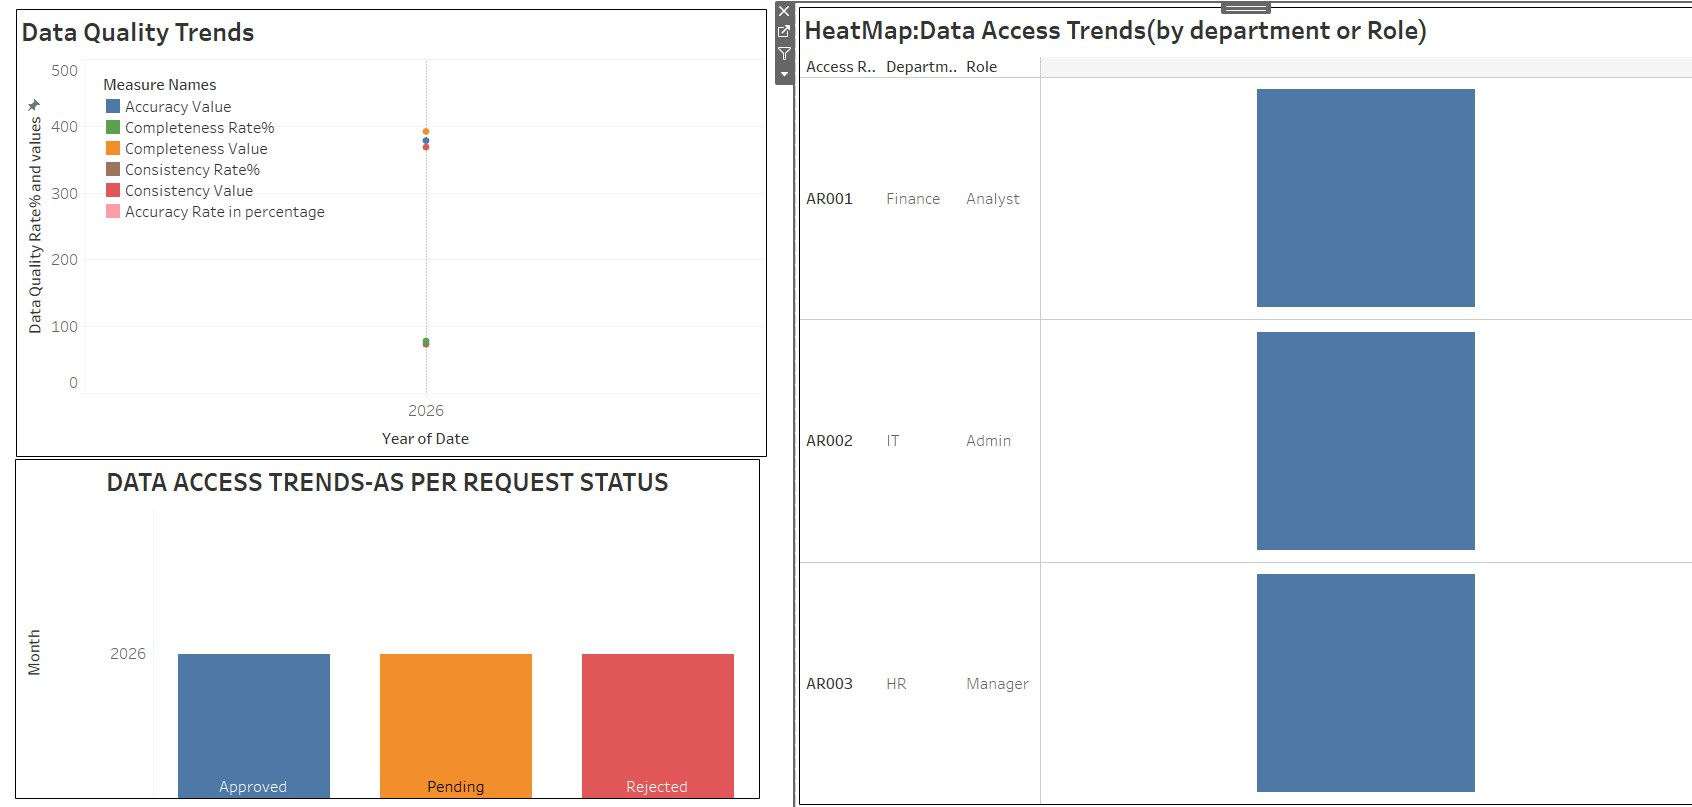 Data Quality Trends
Data Quality Rate% and values
500
400
300
200
100
0
Measure Names
Accuracy Value
Completeness Rate%
Completeness Value
Consistency Rate%
Consistency Value
Accuracy Rate in percentage
2026
Year of Date
DATA ACCESS TRENDS-AS PER REQUEST STATUS
Month
2026
Approved
Pending
Rejected
HeatMap:Data Access Trends(by department or Role)
Access R.. Departm.. Role
AR001 Finance Analyst
AR002 IT Admin
AR003 HR Manager